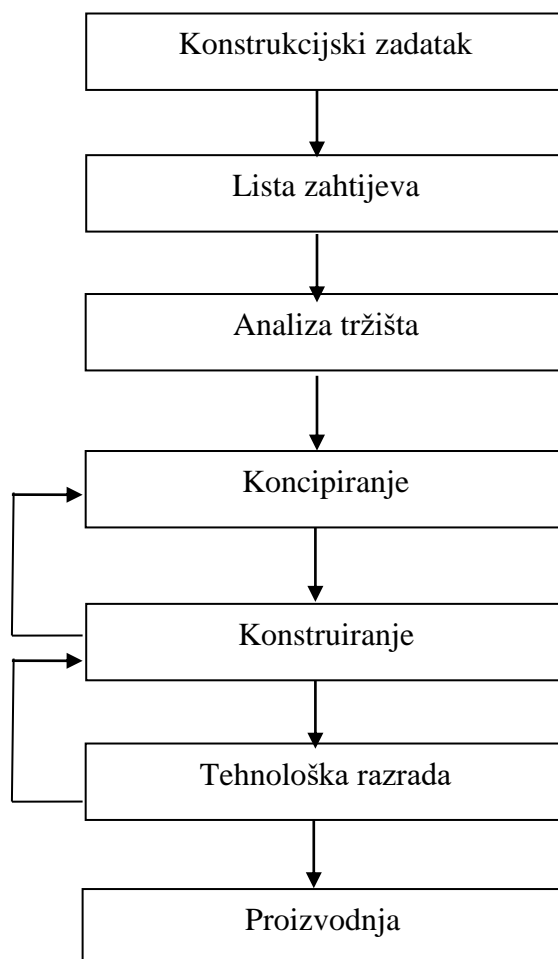 Konstrukcijski zadatak
Lista zahtijeva
Analiza tržišta
Koncipiranje
Konstruiranje
Tehnološka razrada
Proizvodnja